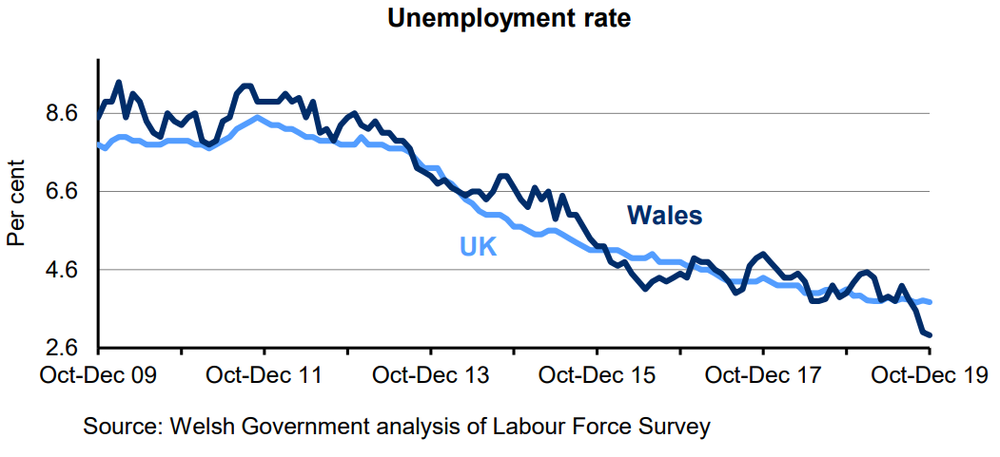 Unemployment rate
Per cent
8.6
6.6
4.6
2.6
Wales
UK
Oct-Dec 09 Oct-Dec 11 Oct-Dec 13 Oct-Dec 15 Oct-Dec 17 Oct-Dec 19
Source: Welsh Government analysis of Labour Force Survey